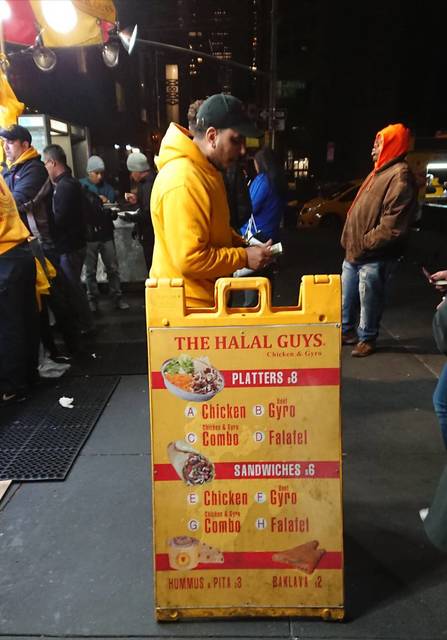 THE HALAL GUYS®
Chicken & Gyro
PLATTERS $8
A Chicken B Beef Gyro
C Chicken & Gyro Combo D Falafel
SANDWICHES $6
E Chicken F Beef Gyro
G Chicken & Gyro Combo H Falafel
HUMMUS & PITA $3 BAKLAVA $2